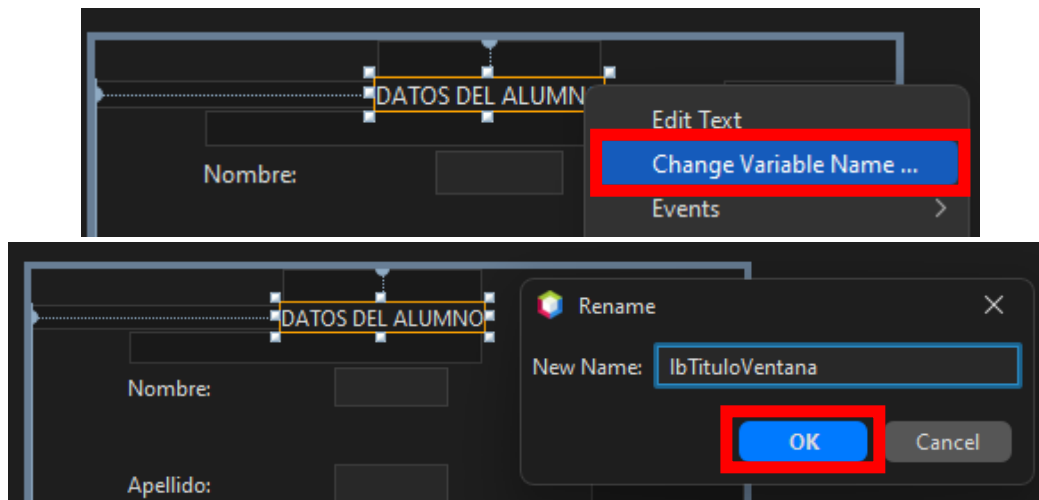 DATOS DEL ALUMN
Edit Text
Change Variable Name ...
Nombre:
Events
Rename
DATOS DEL ALUMNO
New Name: lbTituloVentana
Nombre:
OK Cancel
Apellido: